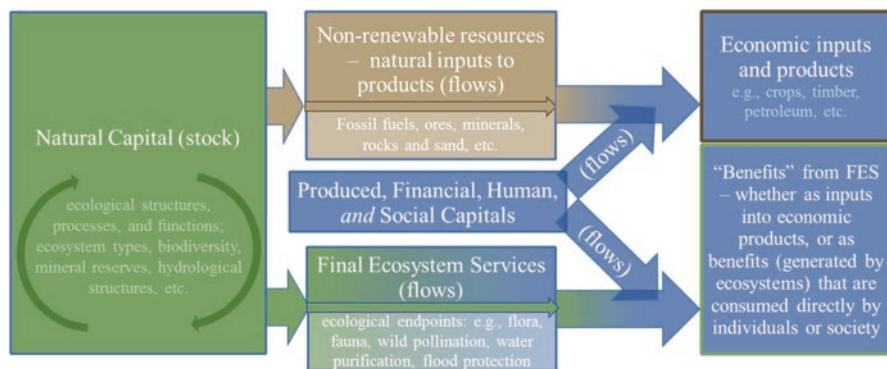 Natural Capital (stock)
ecological structures,
processes, and functions;
ecosystem types, biodiversity,
mineral reserves, hydrological
structures, etc.
Non-renewable resources
– natural inputs to
products (flows)
Fossil fuels, ores, minerals,
rocks and sand, etc.
Produced, Financial, Human,
and Social Capitals
(flows)
(flows)
Final Ecosystem Services
(flows)
ecological endpoints: e.g., flora,
fauna, wild pollination, water
purification, flood protection
Economic inputs
and products
e.g., crops, timber,
petroleum, etc.
“Benefits” from FES
– whether as inputs
into economic
products, or as
benefits (generated by
ecosystems) that are
consumed directly by
individuals or society